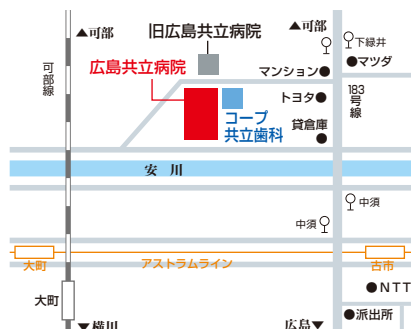 ▲可部
旧広島共立病院
▲可部
下緑井
広島共立病院
マンション●
●マツダ
可部線
トヨタ●
183号線
コープ
共立歯科
貸倉庫
●
安川
中須
中須
大町
アストラムライン
古市
●NTT
大町
●派出所
▼横川
広島▼